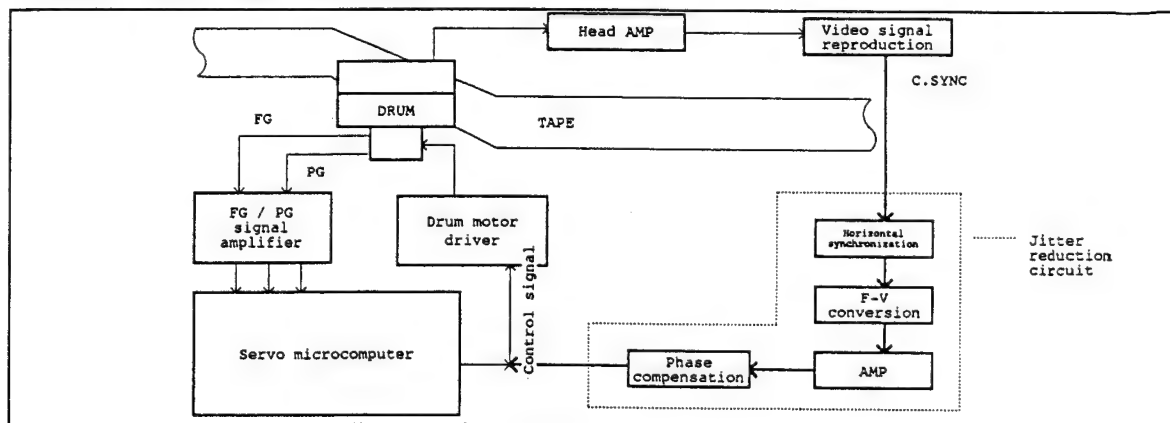 Head AMP
Video signal
reproduction
C.SYNC
DRUM
TAPE
FG
PG
FG / PG
signal
amplifier
Drum motor
driver
Horizontal
synchronization
Jitter
reduction
circuit
F-V
conversion
Control signal
Servo microcomputer
Phase
compensation
AMP